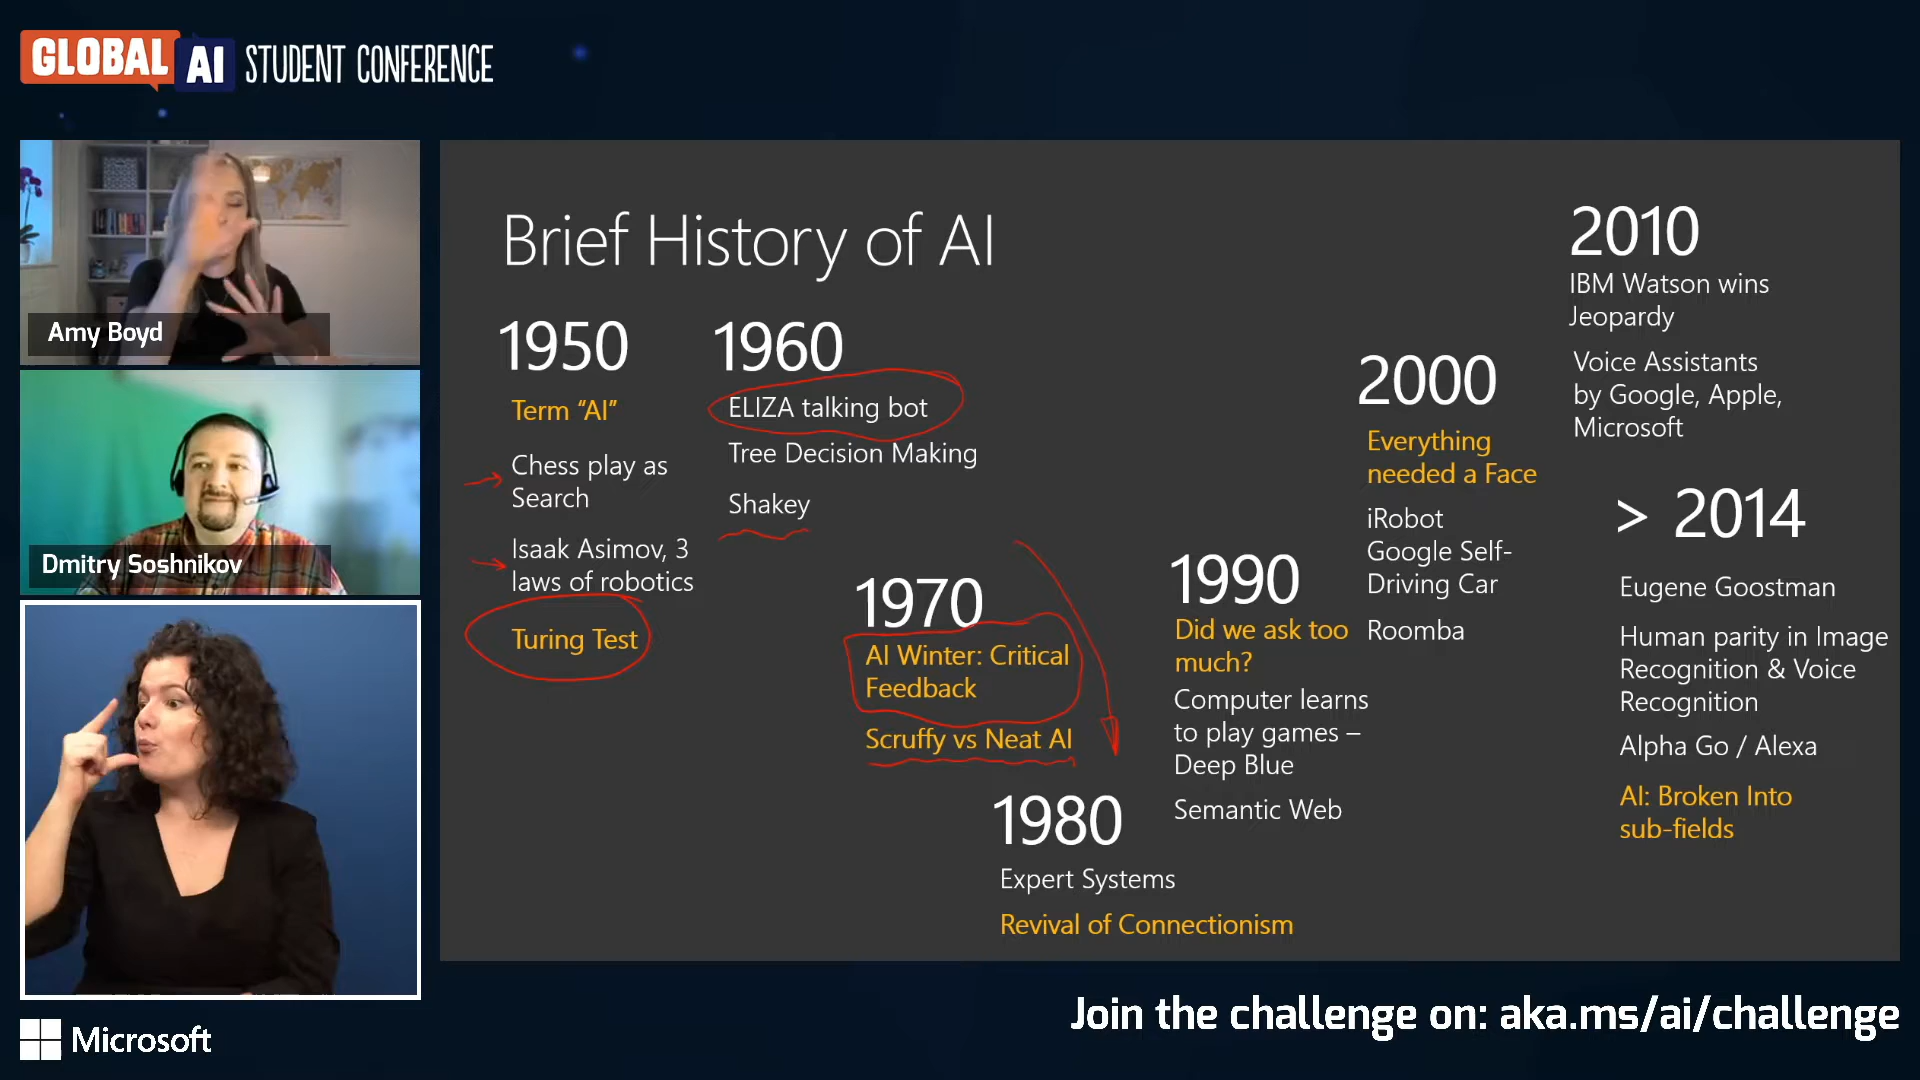 GLOBAL AI STUDENT CONFERENCE
Amy Boyd
Dmitry Soshnikov
Brief History of AI
1950
Term “AI”
Chess play as
Search
Isaak Asimov, 3
laws of robotics
Turing Test
1960
ELIZA talking bot
Tree Decision Making
Shakey
1970
AI Winter: Critical
Feedback
Scruffy vs Neat AI
1980
Expert Systems
Revival of Connectionism
1990
Did we ask too
much?
Computer learns
to play games –
Deep Blue
Semantic Web
2000
Everything
needed a Face
iRobot
Google Self-
Driving Car
Roomba
2010
IBM Watson wins
Jeopardy
Voice Assistants
by Google, Apple,
Microsoft
> 2014
Eugene Goostman
Human parity in Image
Recognition & Voice
Recognition
Alpha Go / Alexa
AI: Broken Into
sub-fields
Microsoft
Join the challenge on: aka.ms/ai/challenge